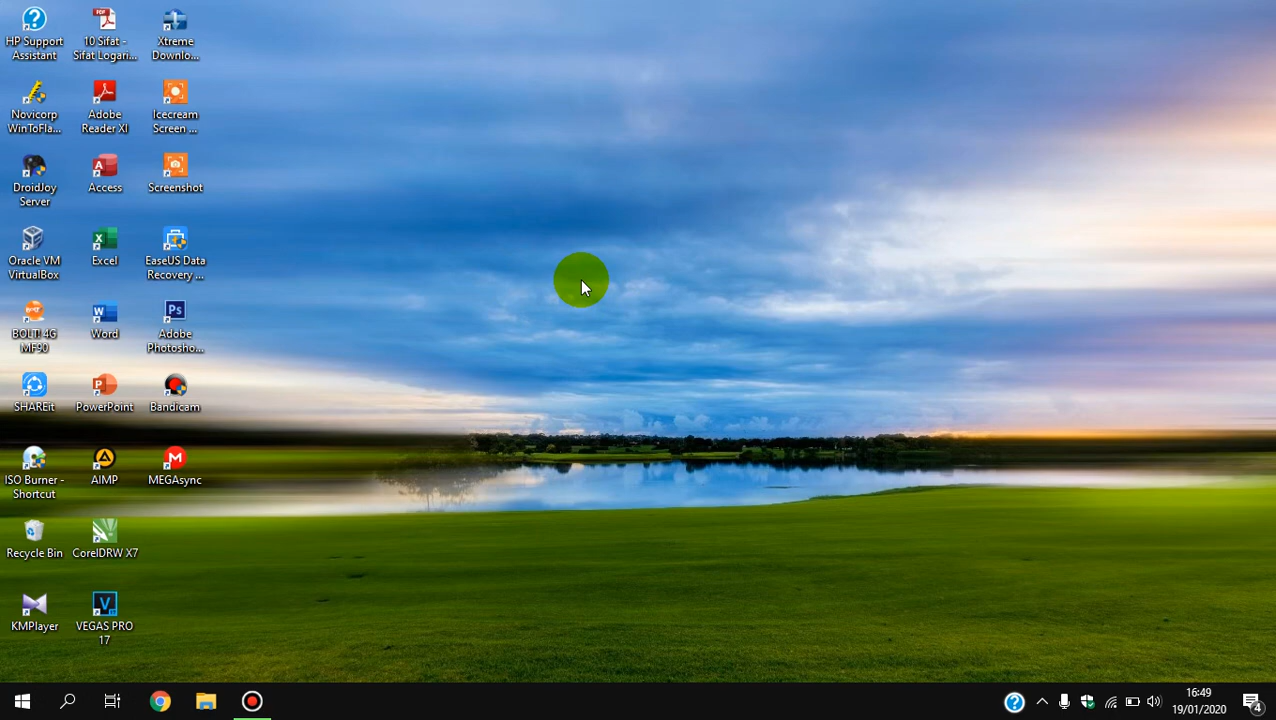 HP Support
Assistant
10 Sifat -
Sifat Logari...
Xtreme
Downlo...
Novicorp
WinToFla...
Adobe
Reader XI
Icecream
Screen ...
DroidJoy
Server
Access
Screenshot
Oracle VM
VirtualBox
Excel
EaseUS Data
Recovery ...
BOLT! 4G
MF90
Word
Adobe
Photosho...
SHAREit
PowerPoint
Bandicam
ISO Burner -
Shortcut
AIMP
MEGAsync
Recycle Bin
CorelDRW X7
KMPlayer
VEGAS PRO
17
16:49
19/01/2020
4